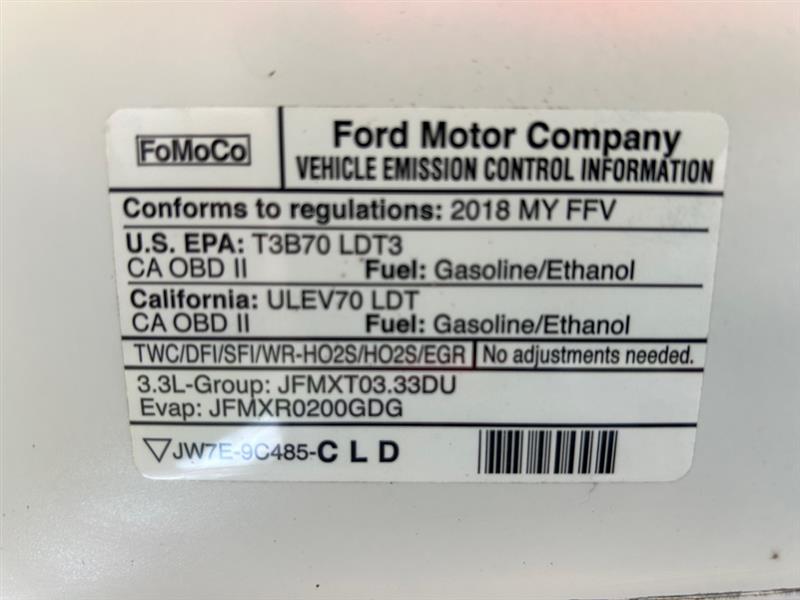 FoMoCo
Ford Motor Company
VEHICLE EMISSION CONTROL INFORMATION
Conforms to regulations: 2018 MY FFV
U.S. EPA: T3B70 LDT3
CA OBD II Fuel: Gasoline/Ethanol
California: ULEV70 LDT
CA OBD II Fuel: Gasoline/Ethanol
TWC/DFI/SFI/WR-HO2S/HO2S/EGR No adjustments needed.
3.3L-Group: JFMXT03.33DU
Evap: JFMXR0200GDG
JW7E-9C485-C L D